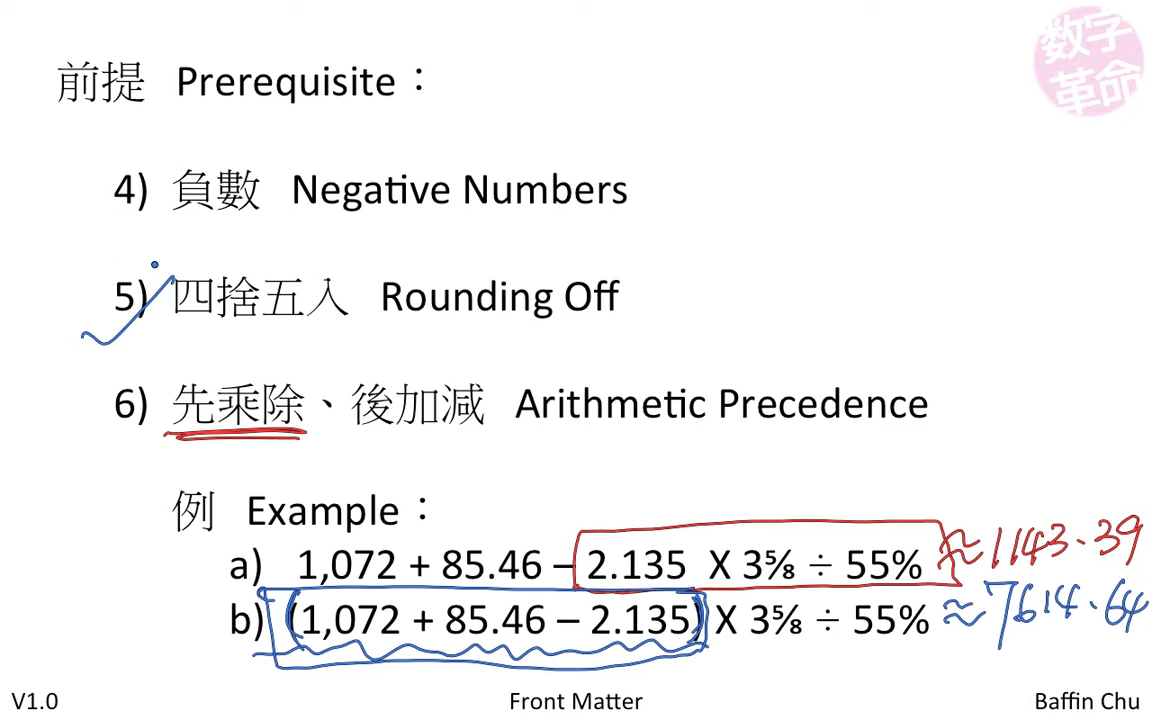 数字
革命
前提 Prerequisite：
4) 負數 Negative Numbers
5) 四捨五入 Rounding Off
6) 先乘除、後加減 Arithmetic Precedence
例 Example：
a) 1,072 + 85.46 – 2.135 X 3⅝ ÷ 55% ≈1143.39
b) (1,072 + 85.46 – 2.135) X 3⅝ ÷ 55% ≈7614.64
V1.0 Front Matter Baffin Chu